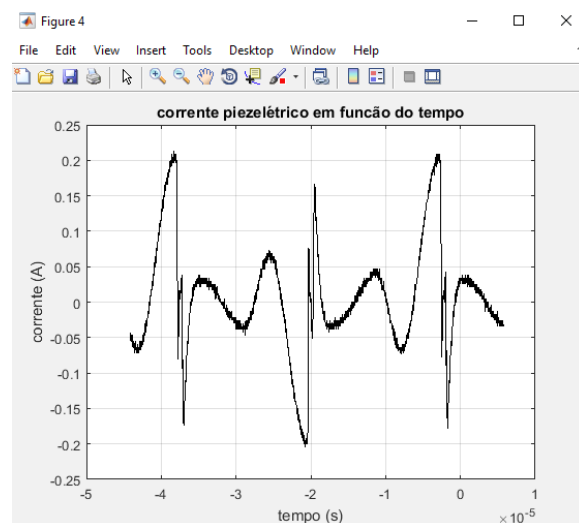 Figure 4
File Edit View Insert Tools Desktop Window Help
corrente piezelétrico em funcão do tempo
0.25
0.2
0.15
0.1
0.05
0
-0.05
-0.1
-0.15
-0.2
-0.25
corrente (A)
-5 -4 -3 -2 -1 0 1
tempo (s)
×10⁻⁵